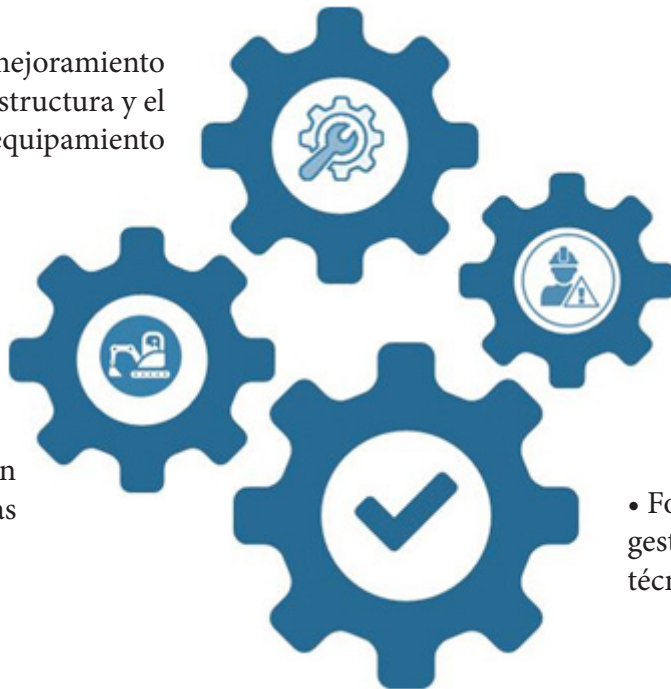 mejoramiento
structura y el
equipamiento
n
as
• Fo
gest
técn